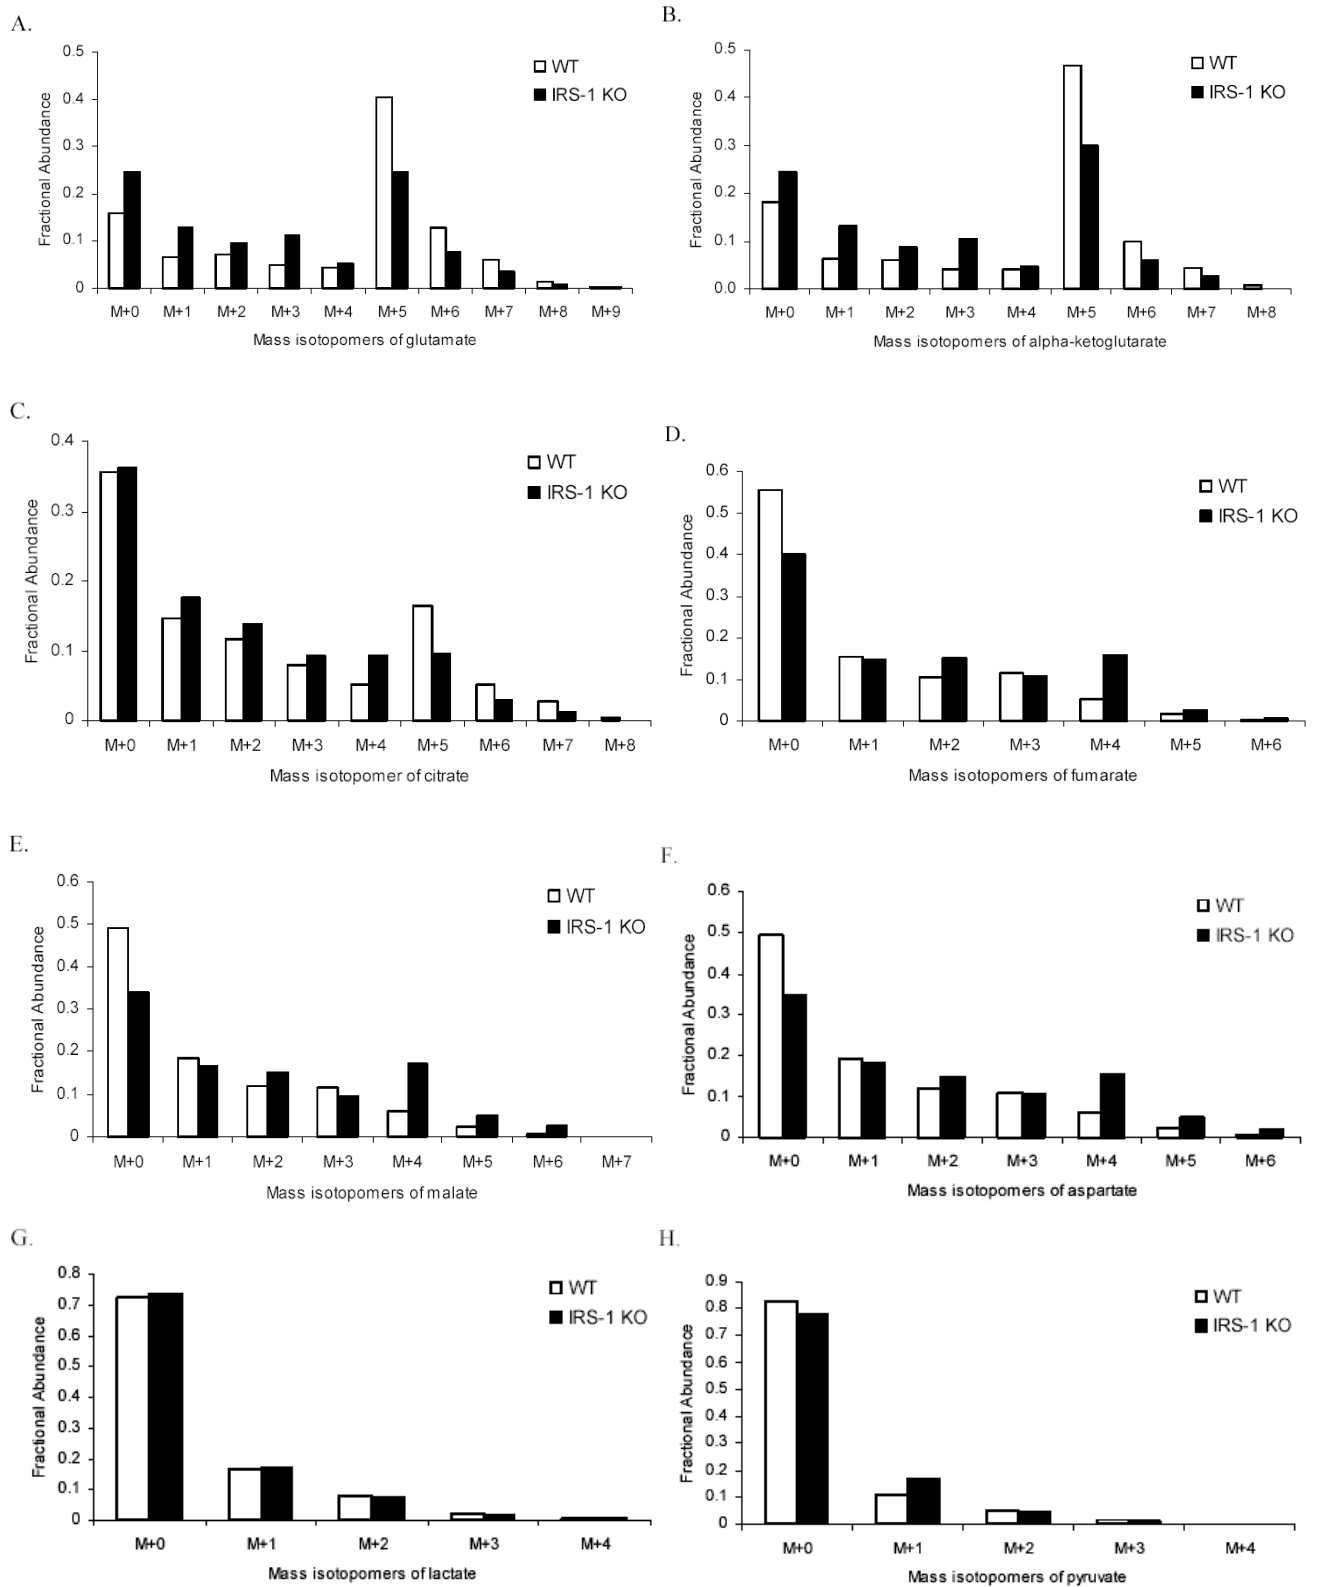 A.
0.5
0.4
0.3
0.2
0.1
0
Fractional Abundance
WT
IRS-1 KO
M+0 M+1 M+2 M+3 M+4 M+5 M+6 M+7 M+8 M+9
Mass isotopomers of glutamate
B.
0.5
0.4
0.3
0.2
0.1
0.0
Fractional Abundance
WT
IRS-1 KO
M+0 M+1 M+2 M+3 M+4 M+5 M+6 M+7 M+8
Mass isotopomers of alpha-ketoglutarate
C.
0.4
0.3
0.2
0.1
0
Fractional Abundance
WT
IRS-1 KO
M+0 M+1 M+2 M+3 M+4 M+5 M+6 M+7 M+8
Mass isotopomer of citrate
D.
0.6
0.5
0.4
0.3
0.2
0.1
0
Fractional Abundance
WT
IRS-1 KO
M+0 M+1 M+2 M+3 M+4 M+5 M+6
Mass isotopomers of fumarate
E.
0.6
0.5
0.4
0.3
0.2
0.1
0
Fractional Abundance
WT
IRS-1 KO
M+0 M+1 M+2 M+3 M+4 M+5 M+6 M+7
Mass isotopomers of malate
F.
0.6
0.5
0.4
0.3
0.2
0.1
0
Fractional Abundance
WT
IRS-1 KO
M+0 M+1 M+2 M+3 M+4 M+5 M+6
Mass isotopomers of aspartate
G.
0.8
0.7
0.6
0.5
0.4
0.3
0.2
0.1
0
Fractional Abundance
WT
IRS-1 KO
M+0 M+1 M+2 M+3 M+4
Mass isotopomers of lactate
H.
0.9
0.8
0.7
0.6
0.5
0.4
0.3
0.2
0.1
0
Fractional Abundance
WT
IRS-1 KO
M+0 M+1 M+2 M+3 M+4
Mass isotopomers of pyruvate